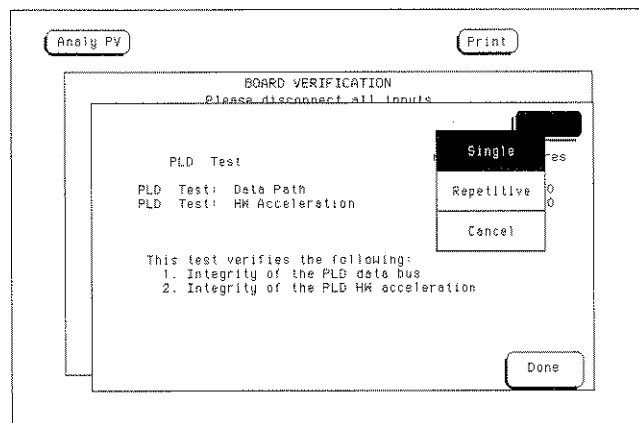 Analy PV
Print
BOARD VERIFICATION
Please disconnect all inputs
PLD Test
Single
res
PLD Test: Data Path
Repetitive
0
PLD Test: HW Acceleration
0
Cancel
This test verifies the following:
1. Integrity of the PLD data bus
2. Integrity of the PLD HW acceleration
Done